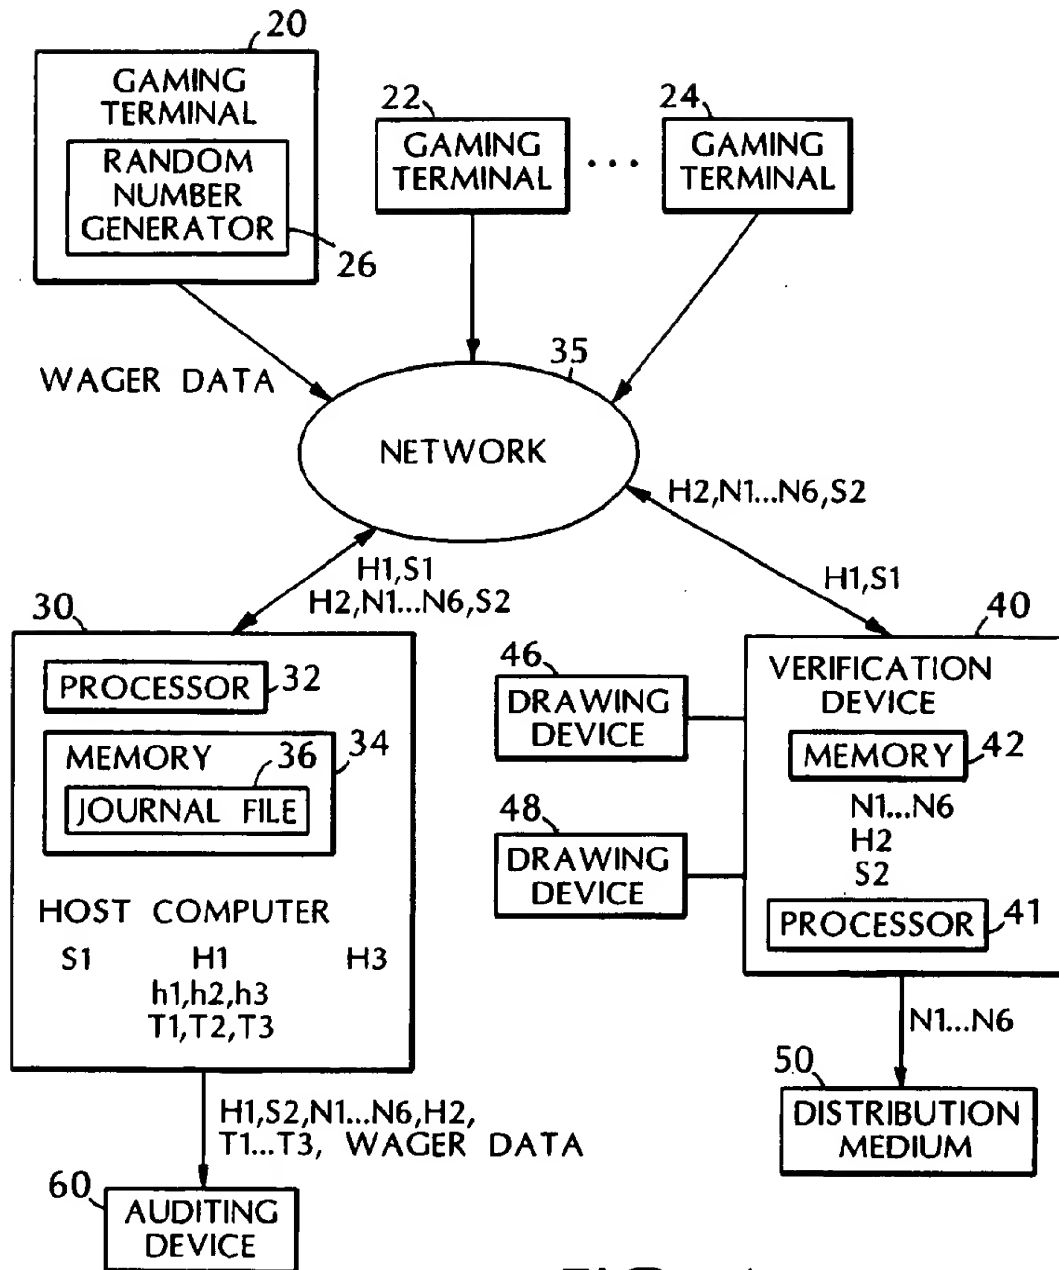 20
GAMING
TERMINAL
RANDOM
NUMBER
GENERATOR
26
22
GAMING
TERMINAL
...
24
GAMING
TERMINAL
WAGER DATA
35
NETWORK
H2,N1...N6,S2
H1,S1
H1,S1
H2,N1...N6,S2
30
PROCESSOR
32
MEMORY
34
36
JOURNAL FILE
HOST COMPUTER
S1 H1 H3
h1,h2,h3
T1,T2,T3
46
DRAWING
DEVICE
48
DRAWING
DEVICE
40
VERIFICATION
DEVICE
MEMORY
42
N1...N6
H2
S2
PROCESSOR
41
N1...N6
50
DISTRIBUTION
MEDIUM
H1,S2,N1...N6,H2,
T1...T3, WAGER DATA
60
AUDITING
DEVICE